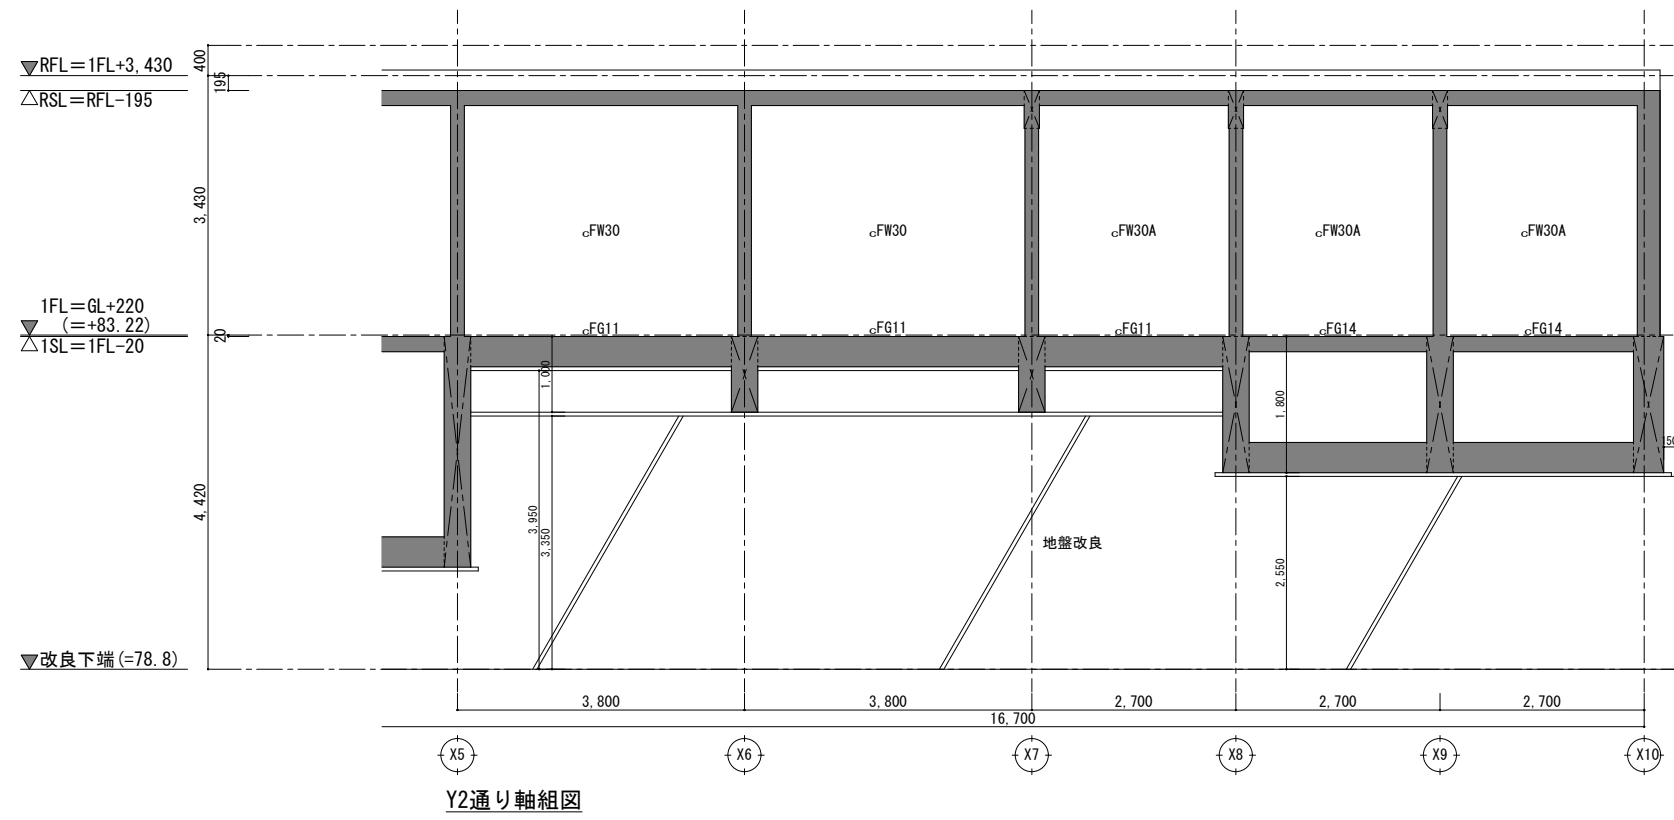 400
▼RFL=1FL+3,430
195
△RSL=RFL-195
3,430
cFW30
cFW30
cFW30A
cFW30A
cFW30A
1FL=GL+220
▼(=+83.22)
20
△1SL=1FL-20
cFG11
cFG11
cFG11
cFG14
cFG14
1,000
1,800
4,420
3,950
3,350
地盤改良
2,550
▼改良下端(=78.8)
3,800
3,800
2,700
2,700
2,700
16,700
X5
X6
X7
X8
X9
X10
Y2通り軸組図